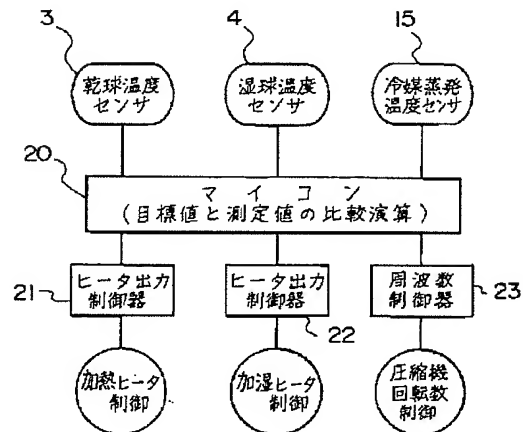 3
4
15
乾球温度
センサ
湿球温度
センサ
冷媒蒸発
温度センサ
20
マイコン
(目標値と測定値の比較演算)
21
ヒータ出力
制御器
ヒータ出力
制御器
22
周波数
制御器
23
加熱ヒータ
制御
加湿ヒータ
制御
圧縮機
回転数
制御